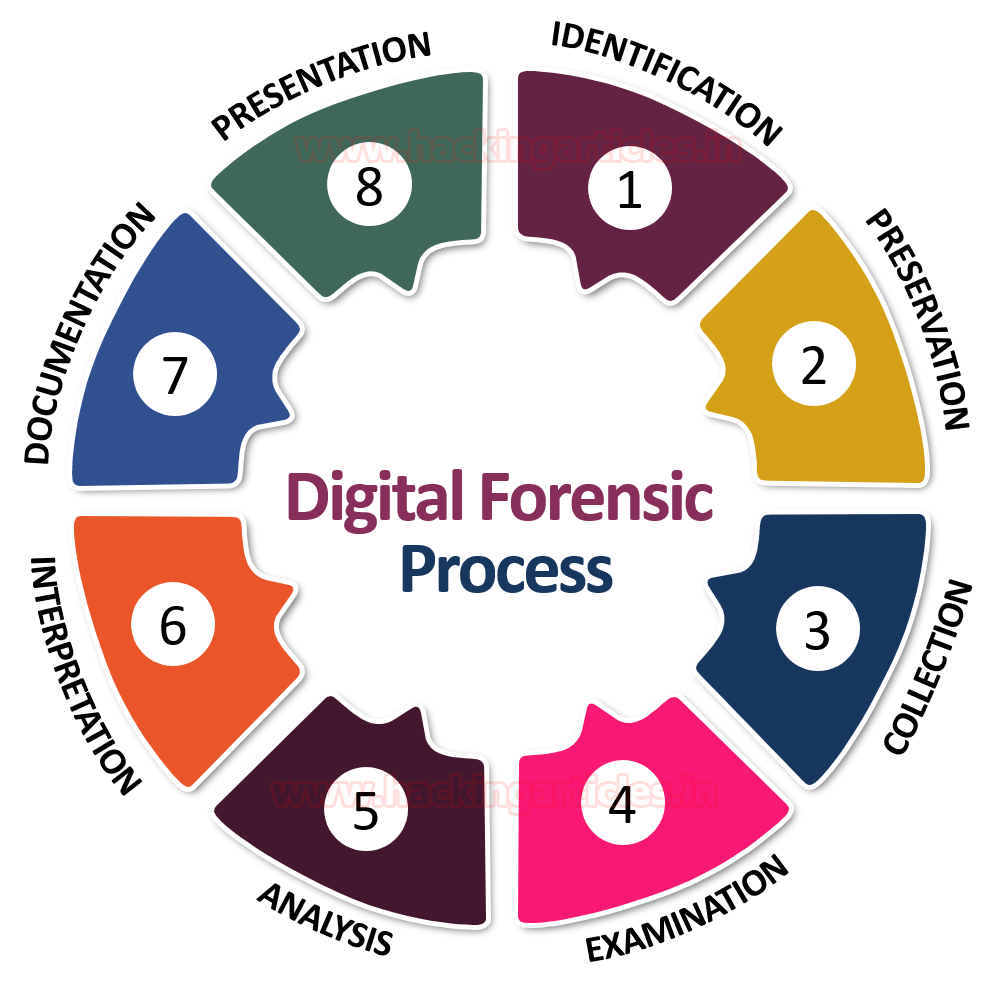 Digital Forensic
Process
1
IDENTIFICATION
2
PRESERVATION
3
COLLECTION
4
EXAMINATION
5
ANALYSIS
6
INTERPRETATION
7
DOCUMENTATION
8
PRESENTATION
www.hackingarticles.in
www.hackingarticles.in